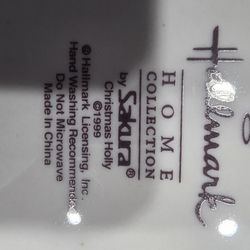 Hallmark
HOME
COLLECTION
by Sakura®
©1999
Christmas Holly
© Hallmark Licensing, Inc.
Hand Washing Recommended
Do Not Microwave
Made In China